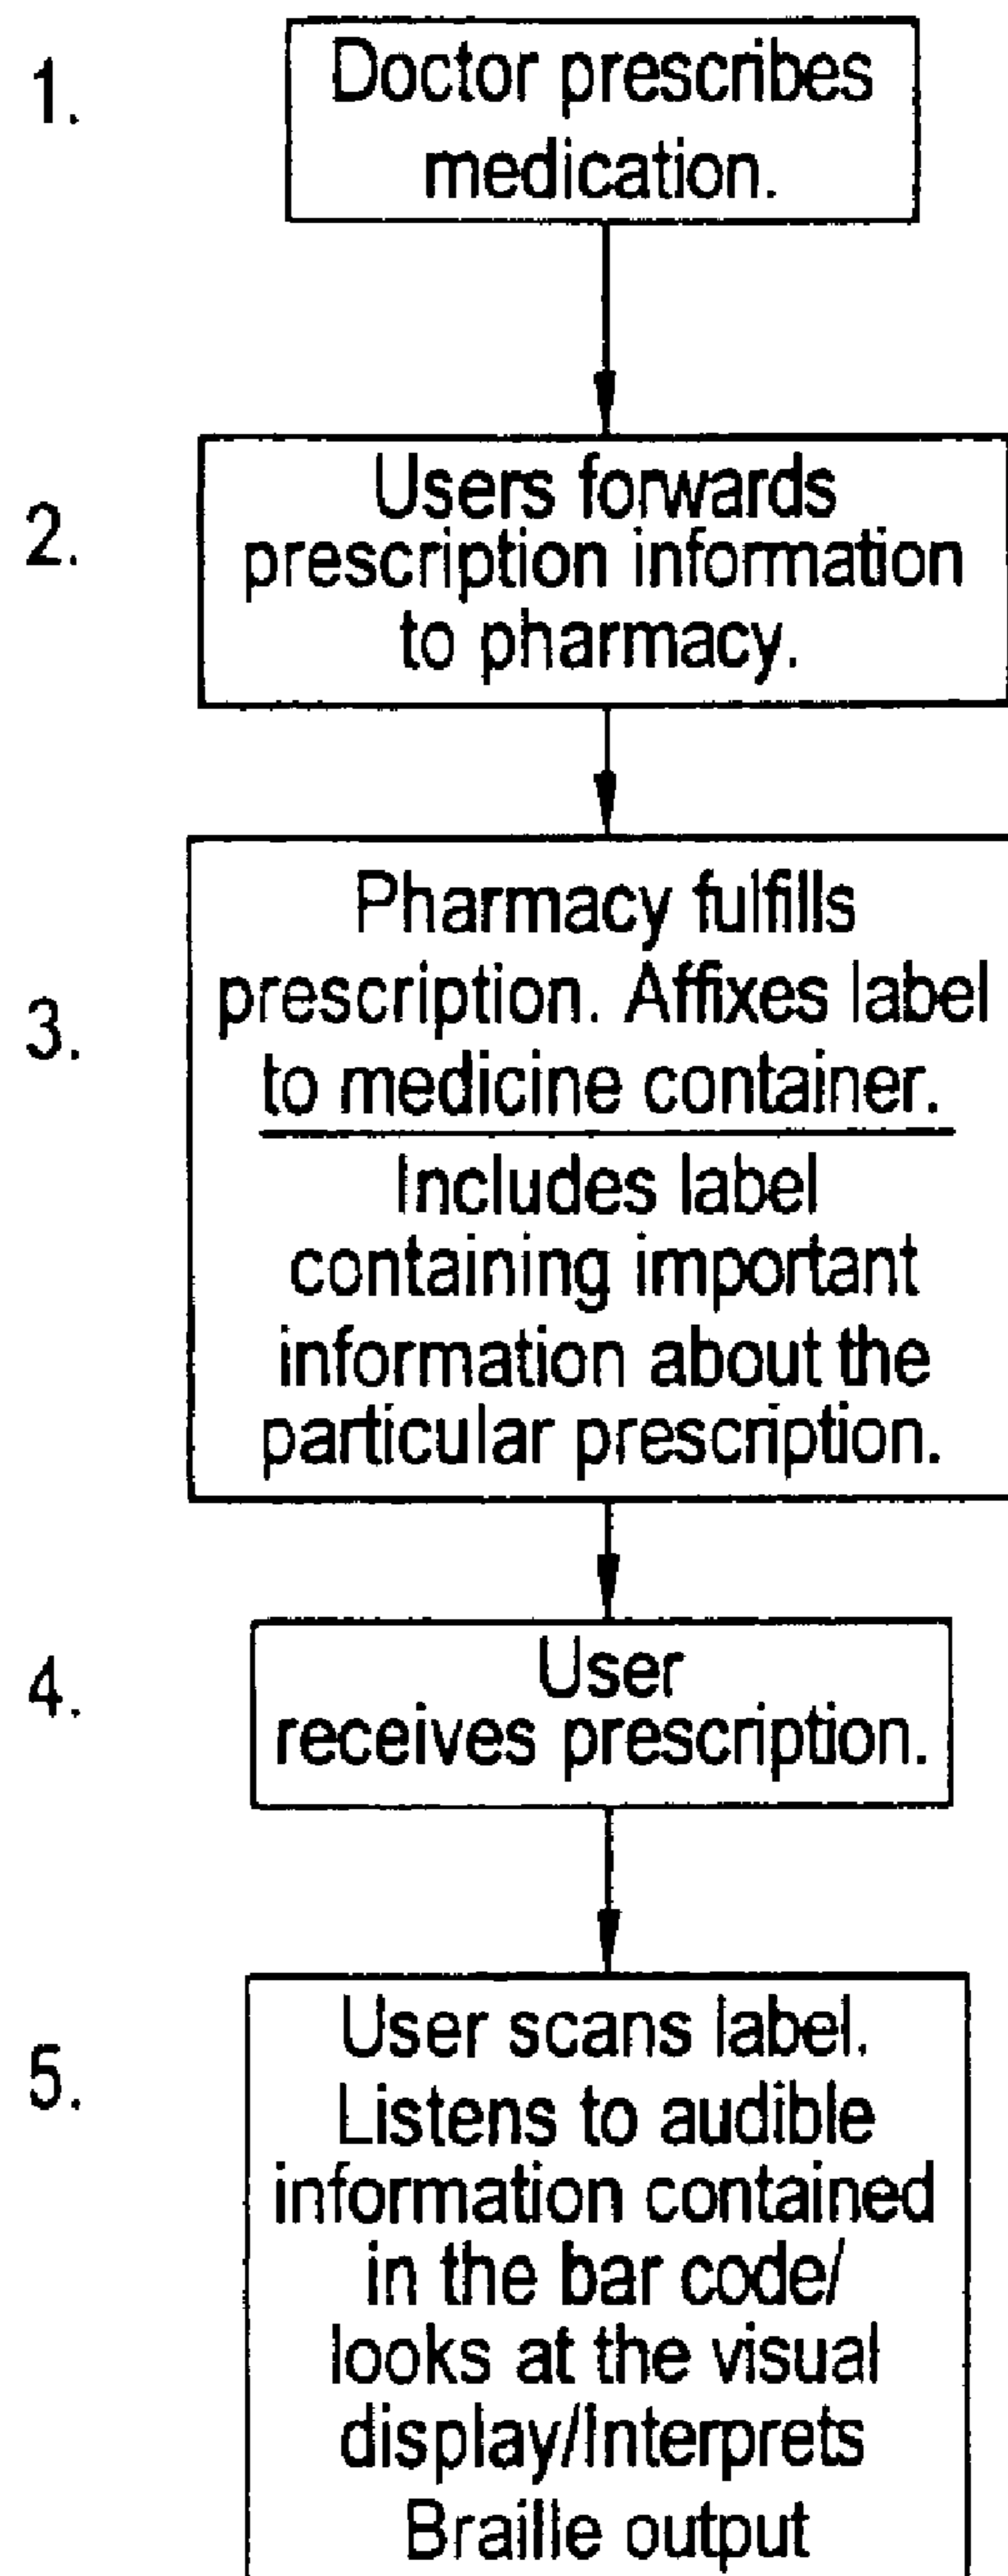 1.
Doctor prescribes
medication.
2.
Users forwards
prescription information
to pharmacy.
3.
Pharmacy fulfills
prescription. Affixes label
to medicine container.
Includes label
containing important
information about the
particular prescription.
4.
User
receives prescription.
5.
User scans label.
Listens to audible
information contained
in the bar code/
looks at the visual
display/Interprets
Braille output